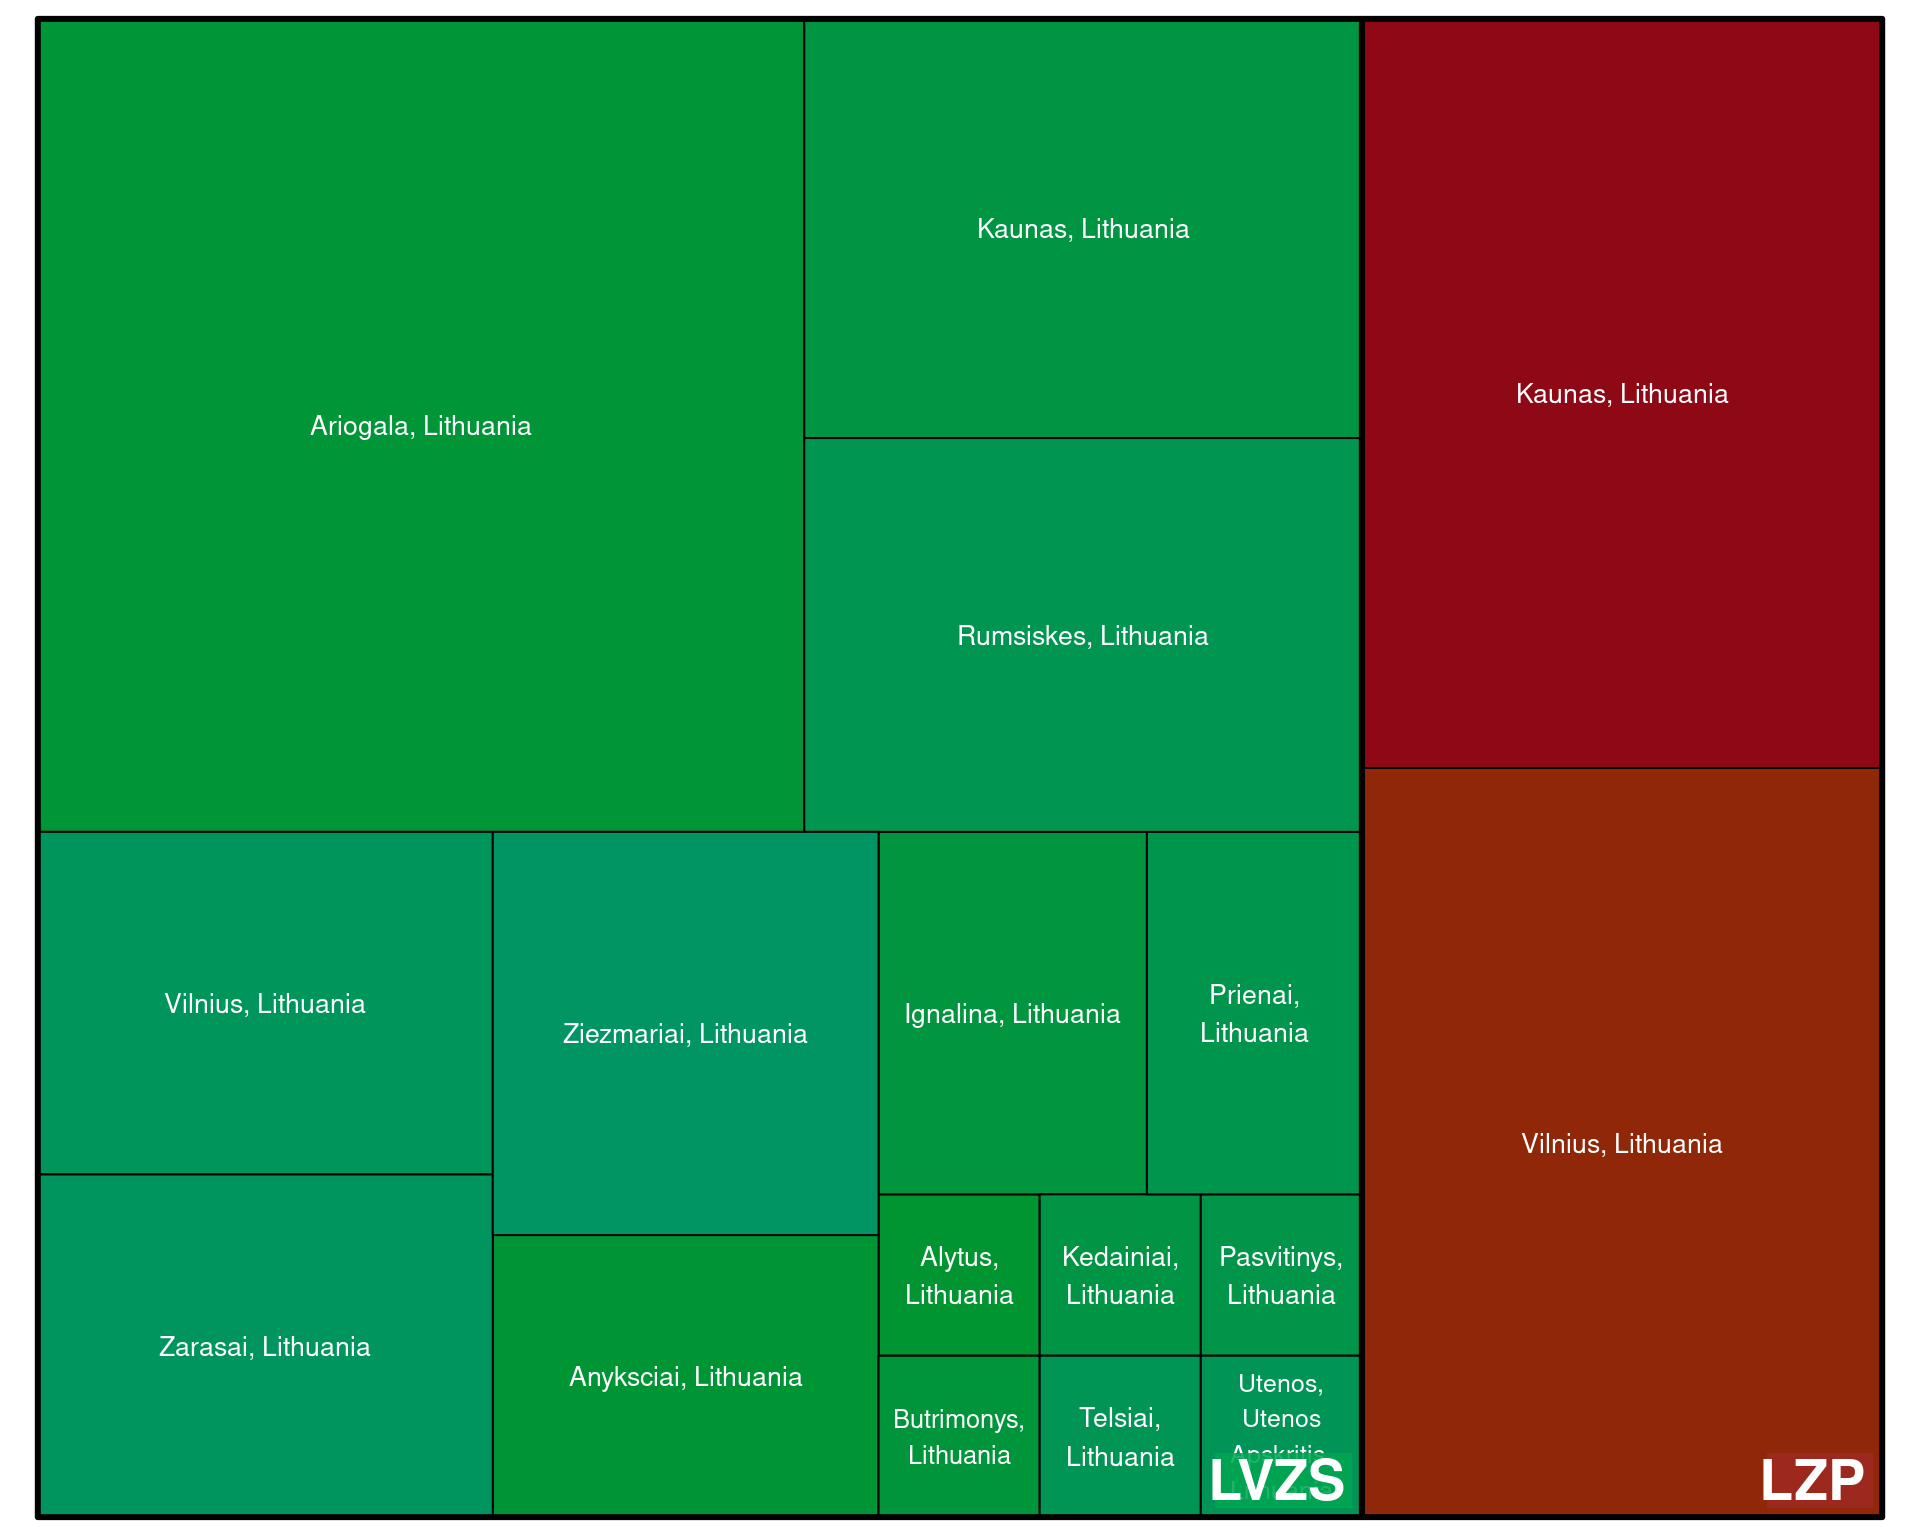 Kaunas, Lithuania
Kaunas, Lithuania
Ariogala, Lithuania
Rumsiskes, Lithuania
Vilnius, Lithuania
Ziezmariai, Lithuania
Ignalina, Lithuania
Prienai,
Lithuania
Vilnius, Lithuania
Alytus,
Lithuania
Kedainiai,
Lithuania
Pasvitinys,
Lithuania
Zarasai, Lithuania
Anyksciai, Lithuania
Butrimonys,
Lithuania
Telsiai,
Lithuania
Utenos,
Utenos
Apskritis,
LVZS
LZP